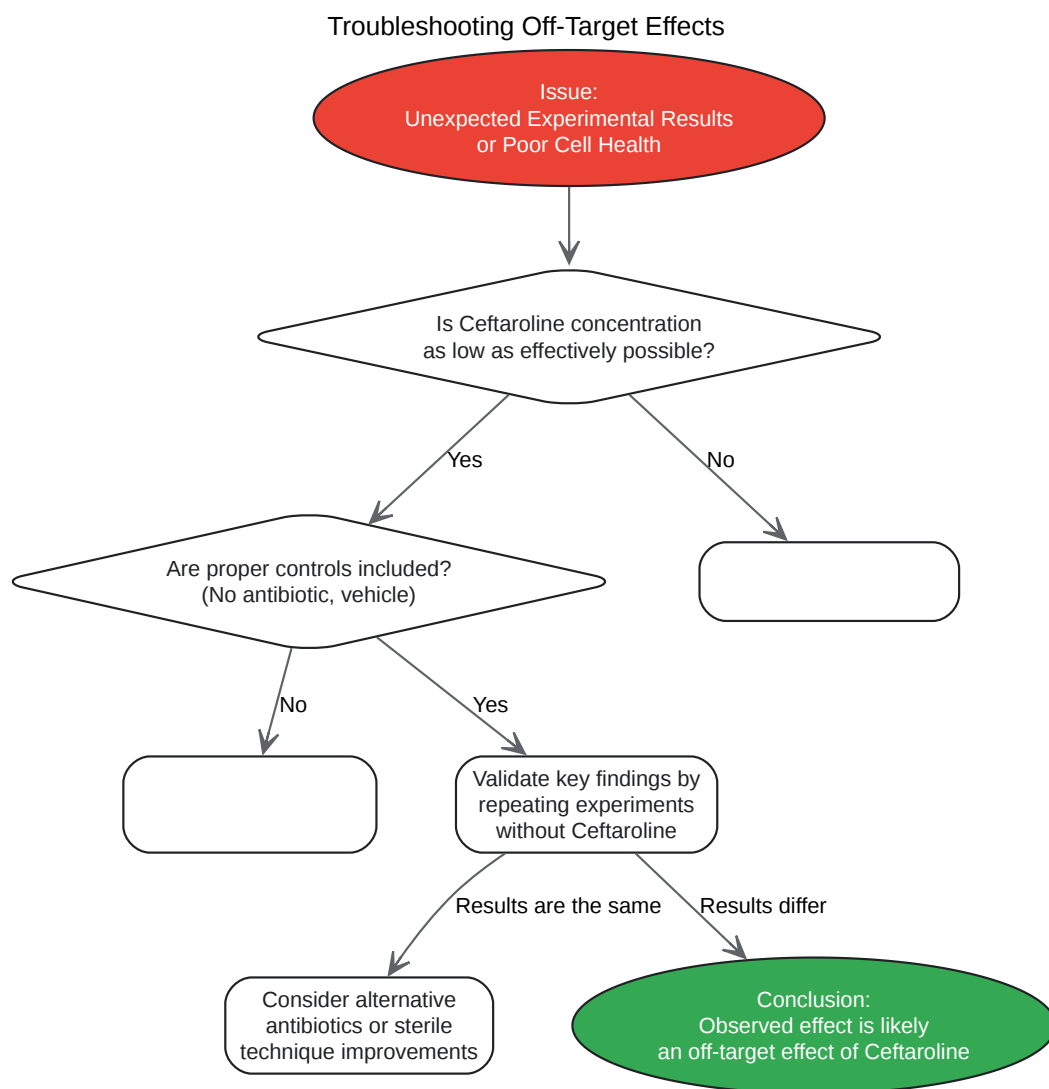 Troubleshooting Off-Target Effects
Issue:
Unexpected Experimental Results
or Poor Cell Health
Is Ceftaroline concentration
as low as effectively possible?
Yes
No
Are proper controls included?
(No antibiotic, vehicle)
No
Yes
Validate key findings by
repeating experiments
without Ceftaroline
Results are the same
Results differ
Consider alternative
antibiotics or sterile
technique improvements
Conclusion:
Observed effect is likely
an off-target effect of Ceftaroline